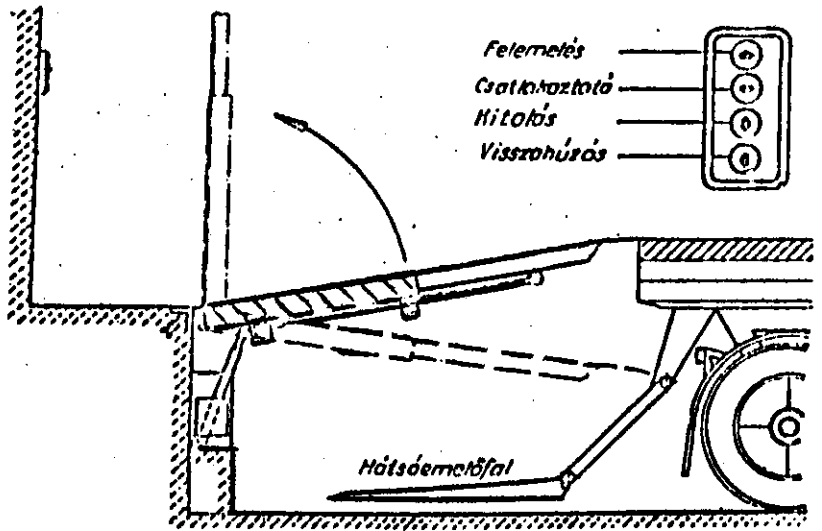 Felemelés
Csatlakoztató
Kitolás
Visszahúzás
Hátsóemelőfal